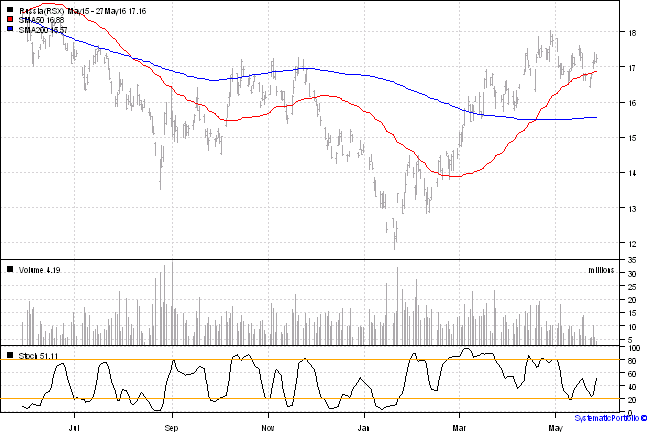 Russia(RSX) May15 - 27 May16 17.16
SMA50 16.88
SMA200 15.57
18
17
16
15
14
13
12
Volume 4.19
millions
35
30
25
20
15
10
5
Stoch 51.11
100
80
60
40
20
0
Jul Sep Nov Jan Mar May
SystematicPortfolio ©